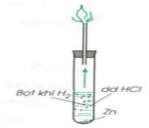 Bọt khí H₂
dd HCl
Zn